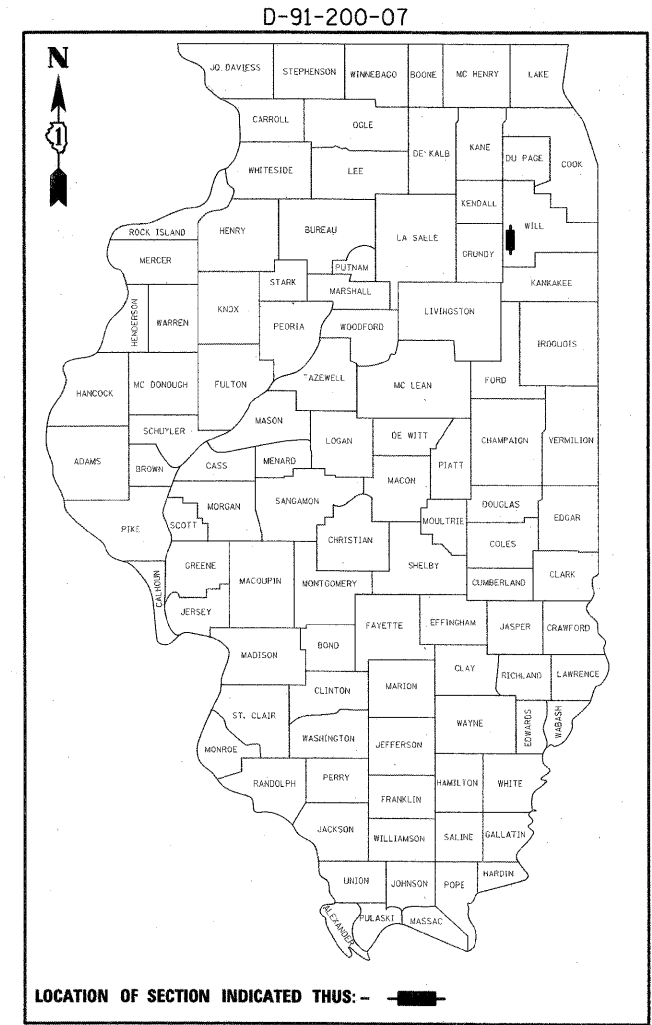 D-91-200-07
N
1
JO DAVIESS STEPHENSON WINNEBAGO BOONE MC HENRY LAKE
CARROLL OGLE
DE KALB KANE DU PAGE COOK
WHITESIDE LEE
KENDALL
ROCK ISLAND HENRY BUREAU LA SALLE GRUNDY WILL
MERCER PUTNAM
STARK MARSHALL KANKAKEE
HENDERSON WARREN KNOX PEORIA WOODFORD LIVINGSTON IROQUOIS
HANCOCK MC DONOUGH FULTON TAZEWELL MC LEAN FORD
SCHUYLER MASON LOGAN DE WITT CHAMPAIGN VERMILION
ADAMS BROWN CASS MENARD MACON PIATT
PIKE SCOTT MORGAN SANGAMON MOULTRIE DOUGLAS EDGAR
CHRISTIAN COLES
CALHOUN GREENE MACOUPIN MONTGOMERY SHELBY CUMBERLAND CLARK
JERSEY FAYETTE EFFINGHAM JASPER CRAWFORD
MADISON BOND
CLAY RICHLAND LAWRENCE
CLINTON MARION
ST. CLAIR WAYNE EDWARDS WABASH
MONROE WASHINGTON JEFFERSON
RANDOLPH PERRY HAMILTON WHITE
FRANKLIN
JACKSON WILLIAMSON SALINE GALLATIN
UNION JOHNSON POPE HARDIN
ALEXANDER PULASKI MASSAC
LOCATION OF SECTION INDICATED THUS: -